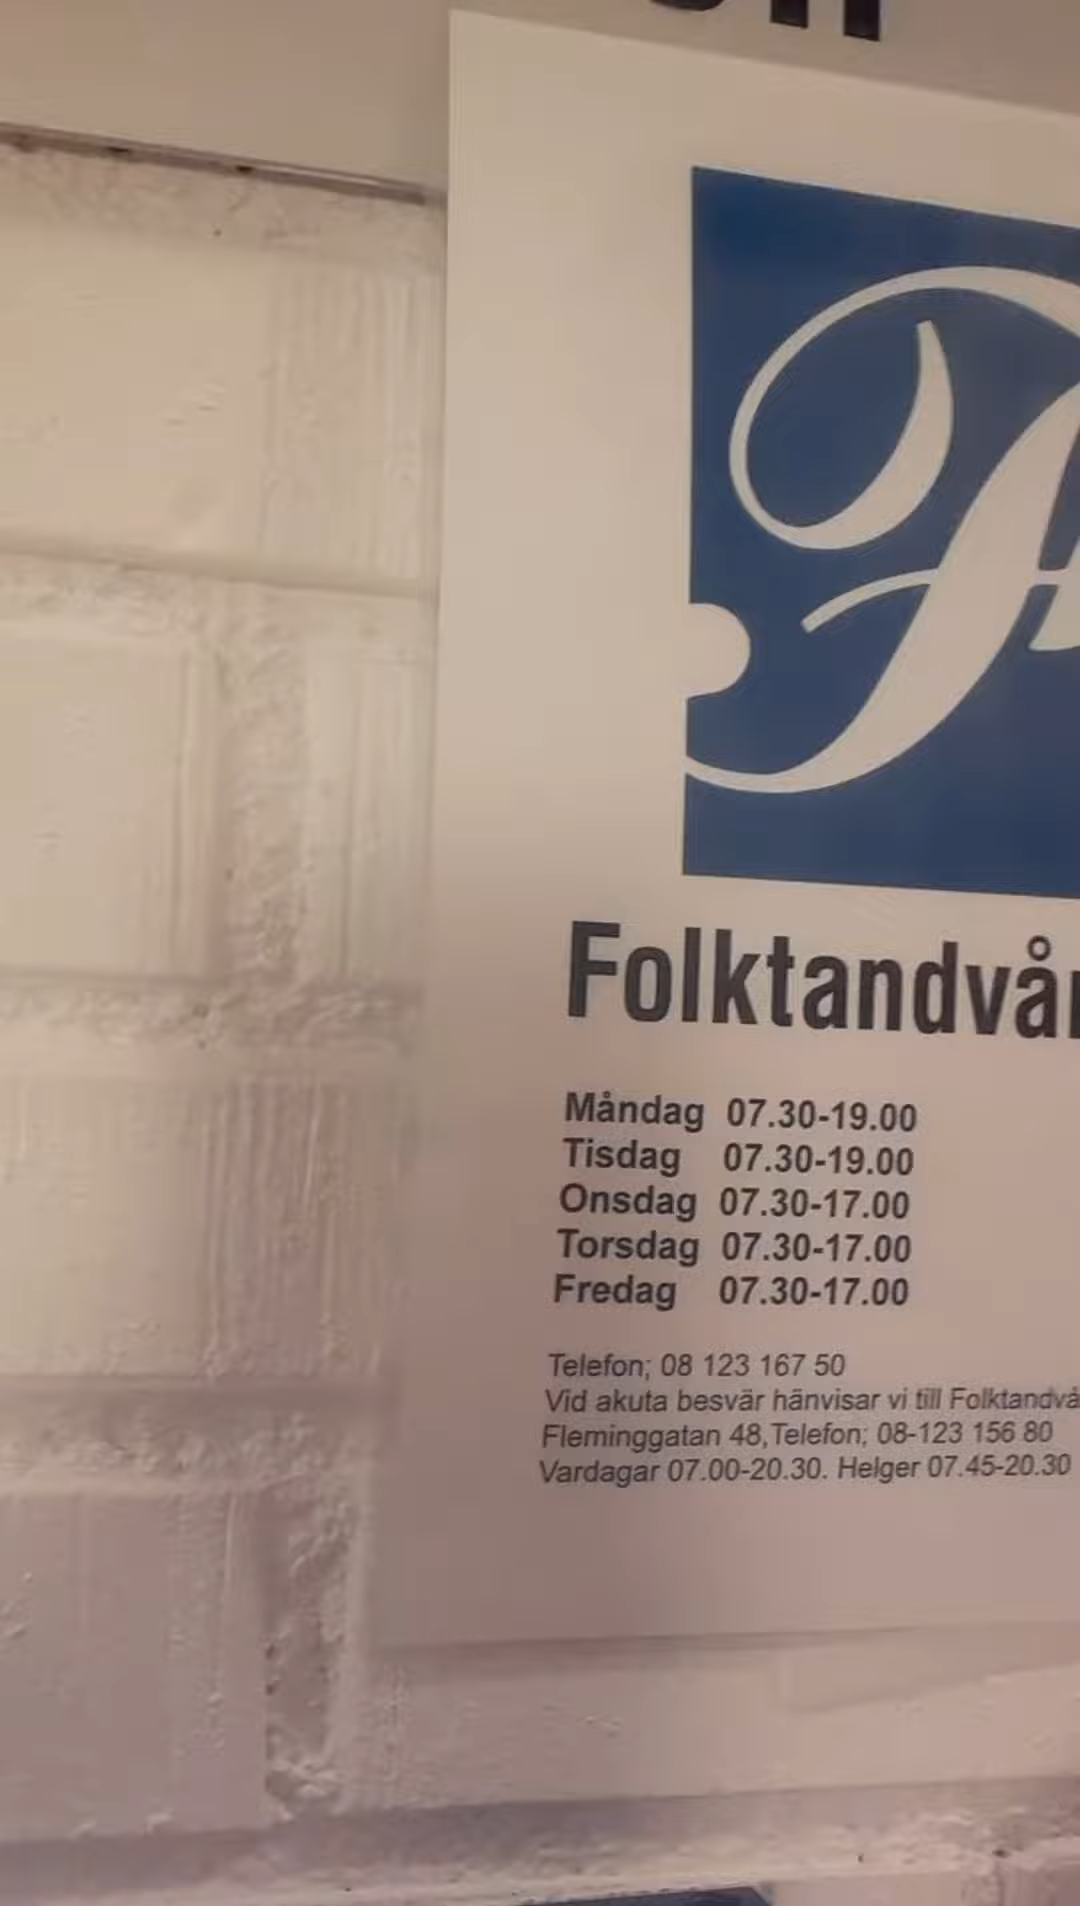 Folktandvår
Måndag 07.30-19.00
Tisdag 07.30-19.00
Onsdag 07.30-17.00
Torsdag 07.30-17.00
Fredag 07.30-17.00
Telefon; 08 123 167 50
Vid akuta besvär hänvisar vi till Folktandvå
Fleminggatan 48,Telefon; 08-123 156 80
Vardagar 07.00-20.30. Helger 07.45-20.30